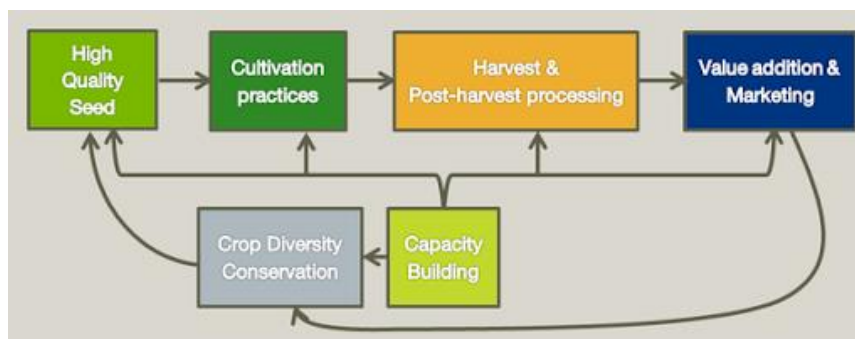 High
Quality
Seed
Cultivation
practices
Harvest &
Post-harvest processing
Value addition &
Marketing
Crop Diversity
Conservation
Capacity
Building